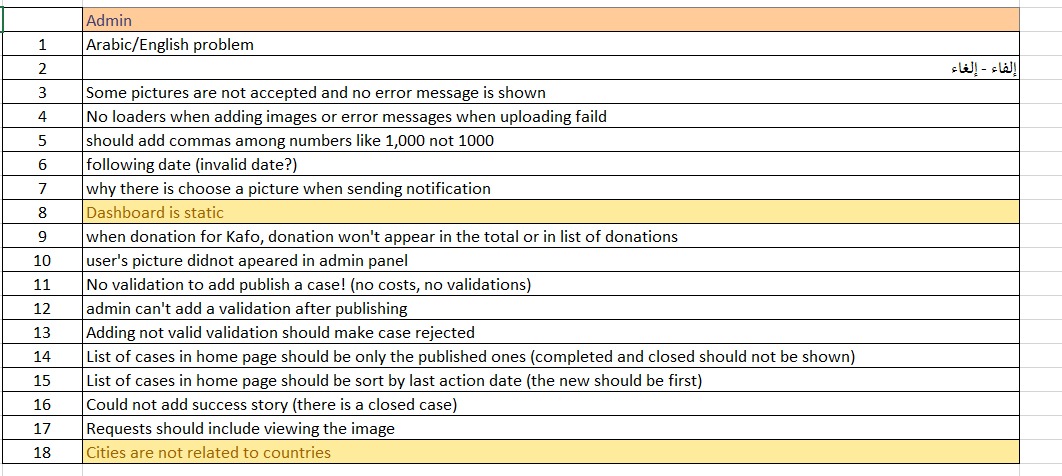 Admin
1 Arabic/English problem
2 إلفاء - إلغاء
3 Some pictures are not accepted and no error message is shown
4 No loaders when adding images or error messages when uploading faild
5 should add commas among numbers like 1,000 not 1000
6 following date (invalid date?)
7 why there is choose a picture when sending notification
8 Dashboard is static
9 when donation for Kafo, donation won't appear in the total or in list of donations
10 user's picture didnot apeared in admin panel
11 No validation to add publish a case! (no costs, no validations)
12 admin can't add a validation after publishing
13 Adding not valid validation should make case rejected
14 List of cases in home page should be only the published ones (completed and closed should not be shown)
15 List of cases in home page should be sort by last action date (the new should be first)
16 Could not add success story (there is a closed case)
17 Requests should include viewing the image
18 Cities are not related to countries